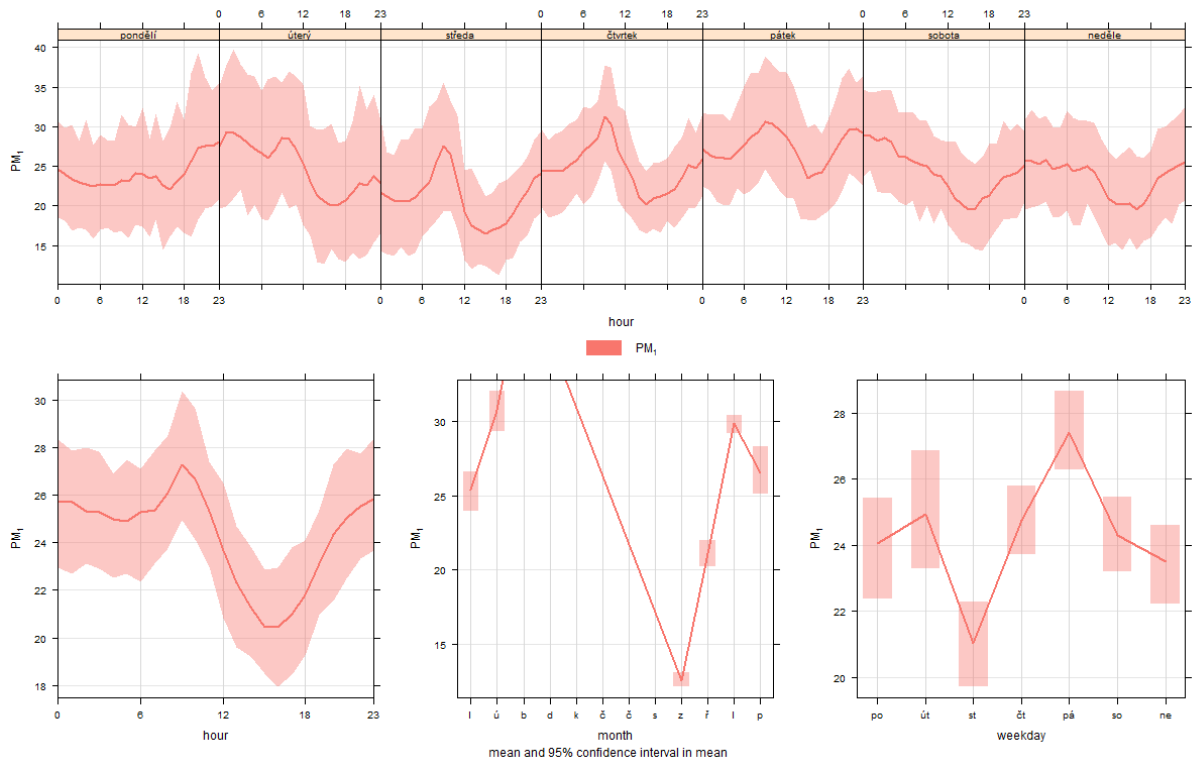 0 6 12 18 23 0 6 12 18 23 0 6 12 18 23
pondělí úterý středa čtvrtek pátek sobota neděle
PM₁
40
35
30
25
20
15
0 6 12 18 23 0 6 12 18 23 0 6 12 18 23 0 6 12 18 23
hour
PM₁
PM₁
30
28
26
24
22
20
18
0 6 12 18 23
hour
PM₁
30
25
20
15
l ú b d k č č s z ř l p
month
mean and 95% confidence interval in mean
PM₁
28
26
24
22
20
po út st čt pá so ne
weekday